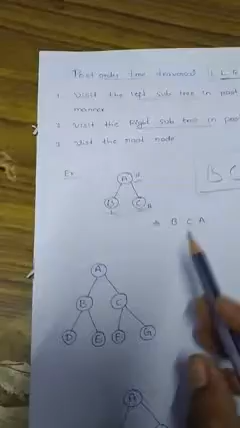 Post order tree traversal ( L R
1. Visit the left sub tree in post
manner
2. Visit the Right sub tree in pos
3. Visit the root node
Ex:
B C
A R
B C R
L
⇒ B C A
A
B C
D E F G
A